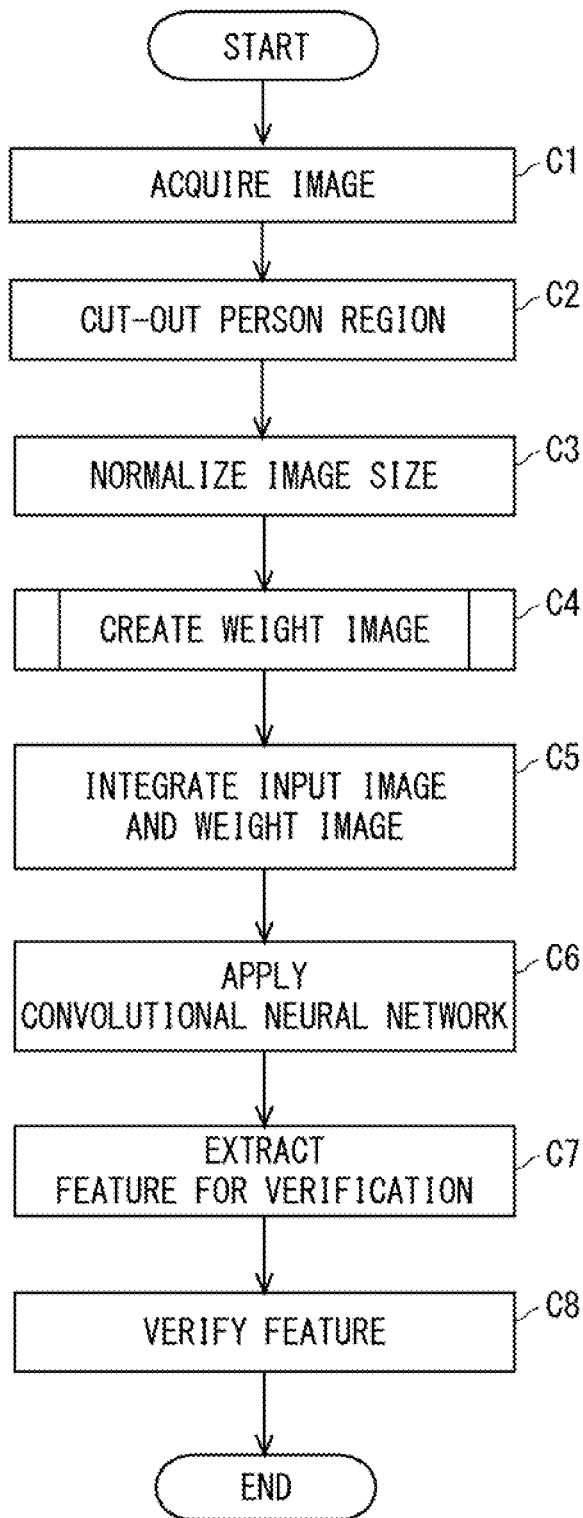 START
ACQUIRE IMAGE
C1
CUT-OUT PERSON REGION
C2
NORMALIZE IMAGE SIZE
C3
CREATE WEIGHT IMAGE
C4
INTEGRATE INPUT IMAGE
AND WEIGHT IMAGE
C5
APPLY
CONVOLUTIONAL NEURAL NETWORK
C6
EXTRACT
FEATURE FOR VERIFICATION
C7
VERIFY FEATURE
C8
END